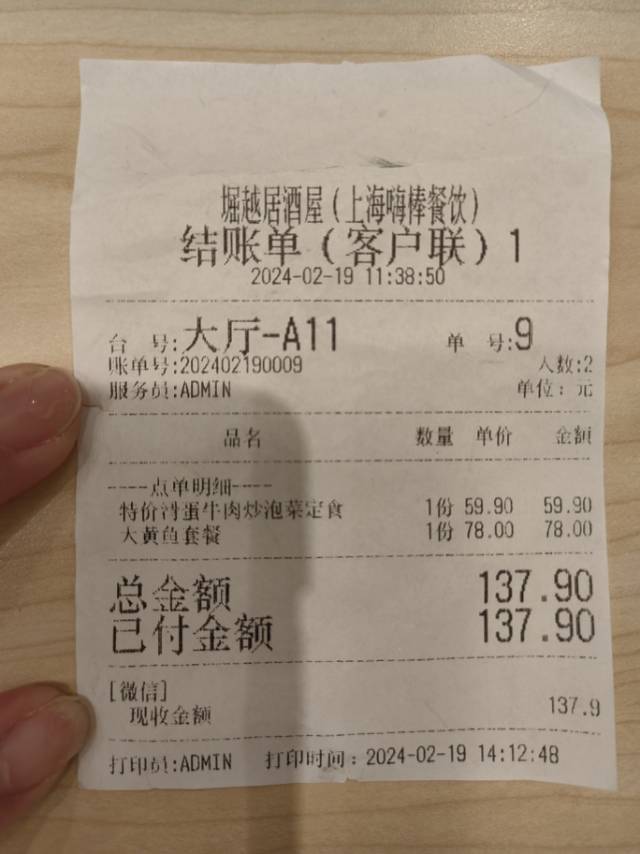 堀越居酒屋(上海嗨棒餐饮)
结账单(客户联)1
2024-02-19 11:38:50
台 号:大厅-A11 单 号:9
账单号:202402190009 人数:2
服务员:ADMIN 单位: 元
品名 数量 单价 金额
----点单明细----
特价滑蛋牛肉炒泡菜定食 1份 59.90 59.90
大黄鱼套餐 1份 78.00 78.00
总金额 137.90
已付金额 137.90
[微信]
现收金额 137.9
打印员:ADMIN 打印时间:2024-02-19 14:12:48